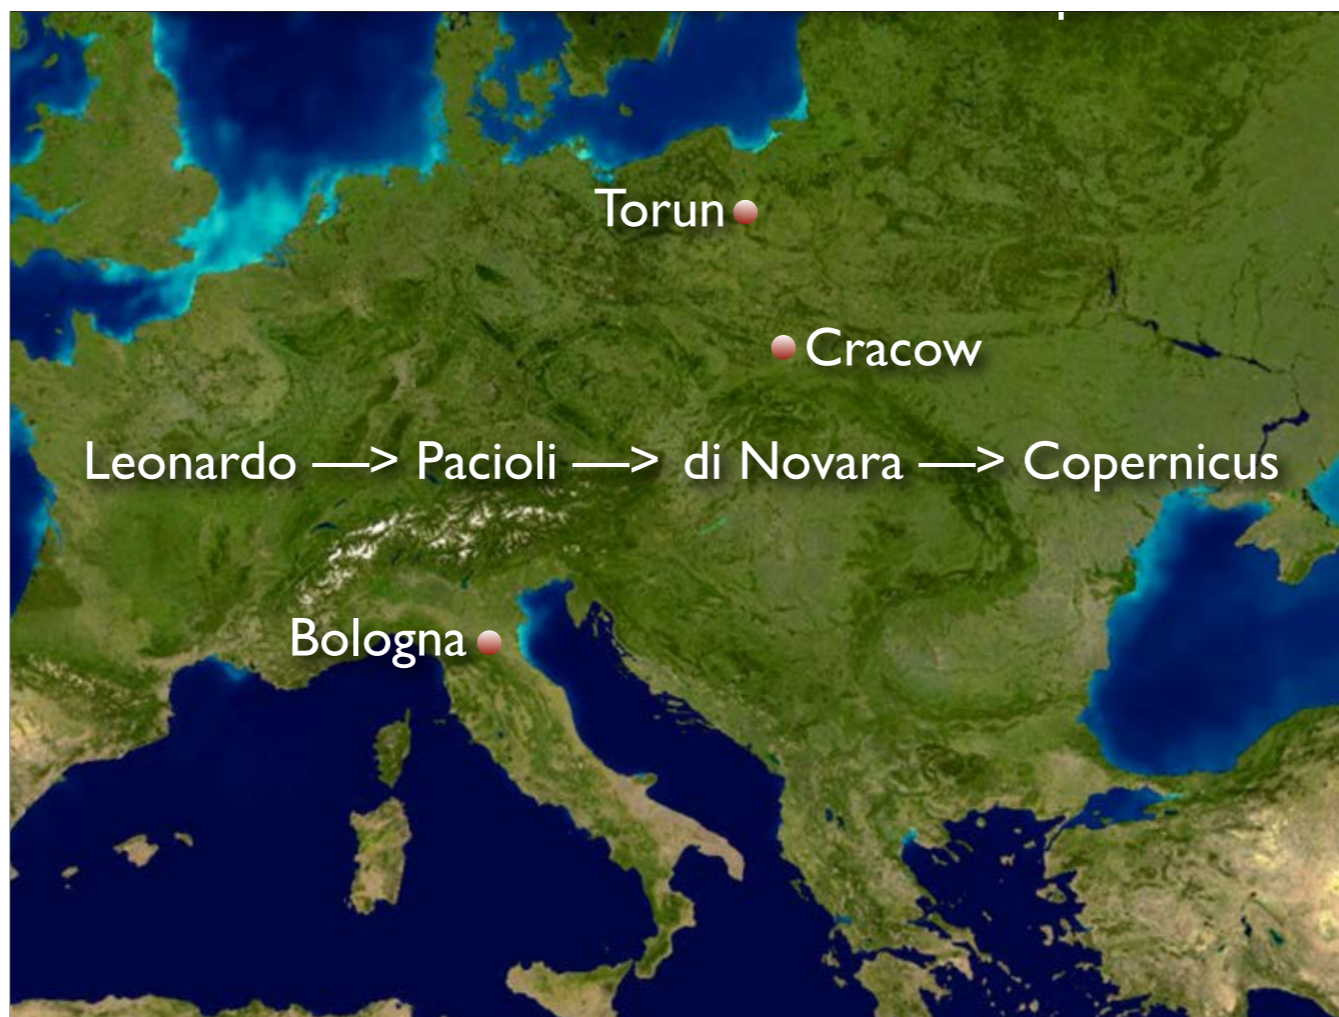 Torun
Cracow
Leonardo —> Pacioli —> di Novara —> Copernicus
Bologna